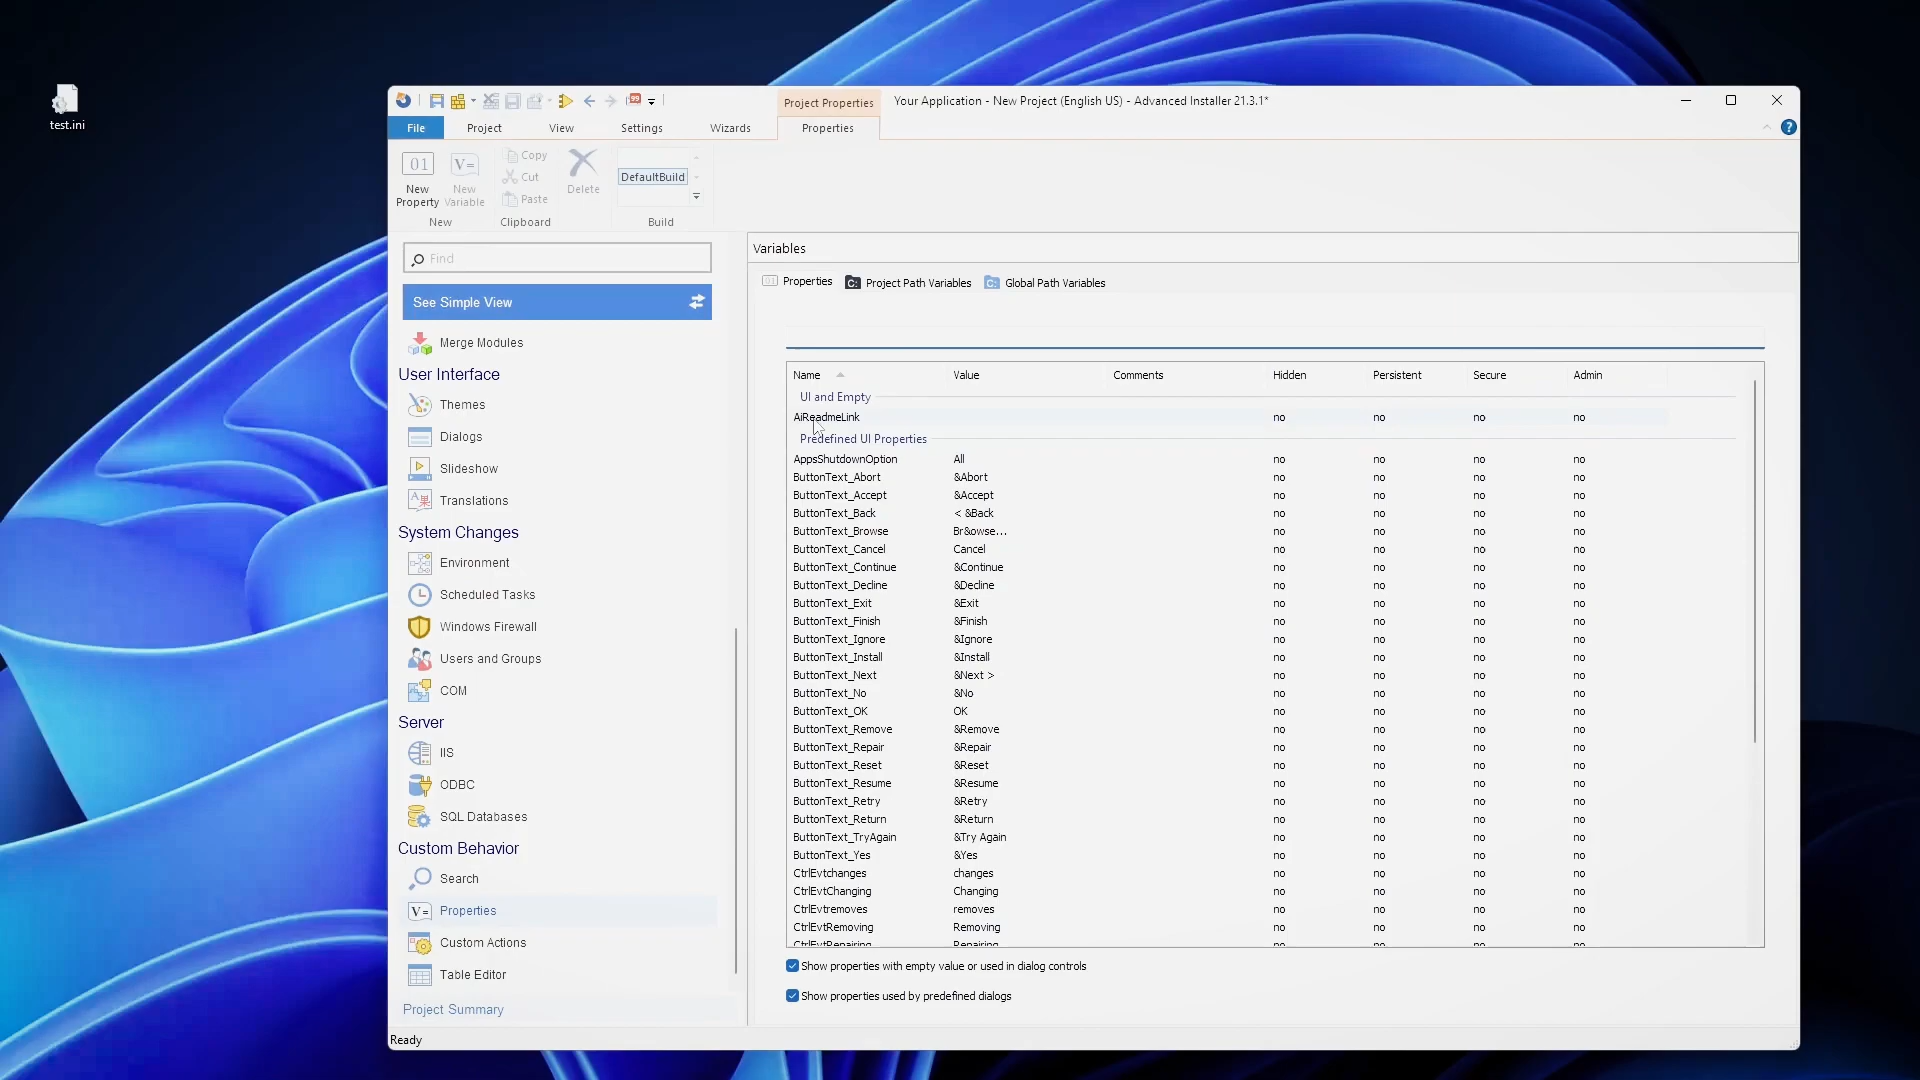 test.ini
Project Properties
Your Application - New Project (English US) - Advanced Installer 21.3.1*
File Project View Settings Wizards Properties
New Property
New Variable
Copy
Cut
Paste
Delete
DefaultBuild
New Clipboard Build
Find
See Simple View
Merge Modules
User Interface
Themes
Dialogs
Slideshow
Translations
System Changes
Environment
Scheduled Tasks
Windows Firewall
Users and Groups
COM
Server
IIS
ODBC
SQL Databases
Custom Behavior
Search
Properties
Custom Actions
Table Editor
Project Summary
Ready
Variables
Properties Project Path Variables Global Path Variables
Name Value Comments Hidden Persistent Secure Admin
UI and Empty
AiReadmeLink no no no no
Predefined UI Properties
AppsShutdownOption All no no no no
ButtonText_Abort &Abort no no no no
ButtonText_Accept &Accept no no no no
ButtonText_Back < &Back no no no no
ButtonText_Browse Br&owse... no no no no
ButtonText_Cancel Cancel no no no no
ButtonText_Continue &Continue no no no no
ButtonText_Decline &Decline no no no no
ButtonText_Exit &Exit no no no no
ButtonText_Finish &Finish no no no no
ButtonText_Ignore &Ignore no no no no
ButtonText_Install &Install no no no no
ButtonText_Next &Next > no no no no
ButtonText_No &No no no no no
ButtonText_OK OK no no no no
ButtonText_Remove &Remove no no no no
ButtonText_Repair &Repair no no no no
ButtonText_Reset &Reset no no no no
ButtonText_Resume &Resume no no no no
ButtonText_Retry &Retry no no no no
ButtonText_Return &Return no no no no
ButtonText_TryAgain &Try Again no no no no
ButtonText_Yes &Yes no no no no
CtrlEvtchanges changes no no no no
CtrlEvtChanging Changing no no no no
CtrlEvtremoves removes no no no no
CtrlEvtRemoving Removing no no no no
CtrlEvtRepairing Repairing no no no no
Show properties with empty value or used in dialog controls
Show properties used by predefined dialogs